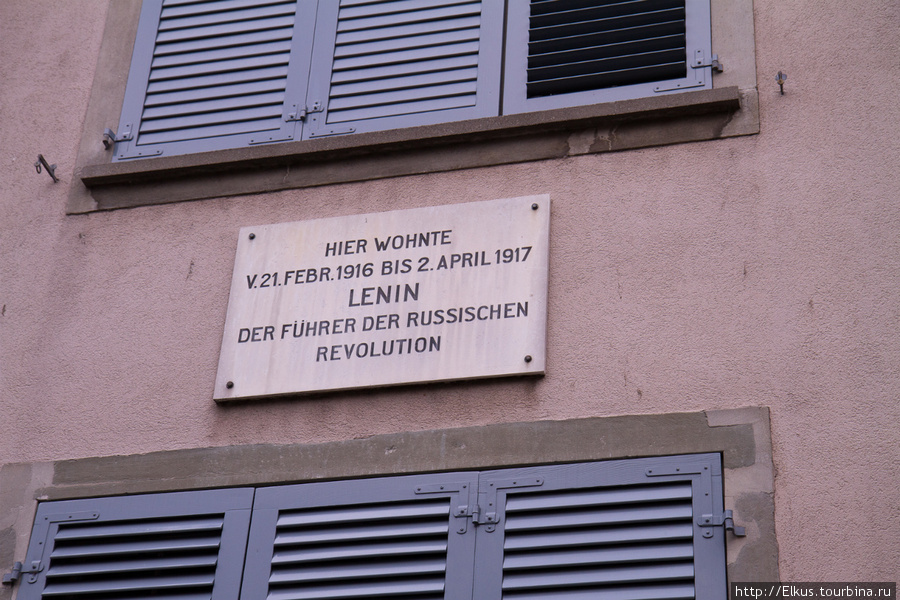 HIER WOHNTE
V. 21. FEBR. 1916 BIS 2. APRIL 1917
LENIN
DER FÜHRER DER RUSSISCHEN
REVOLUTION
http://Elkus.tourbina.ru/